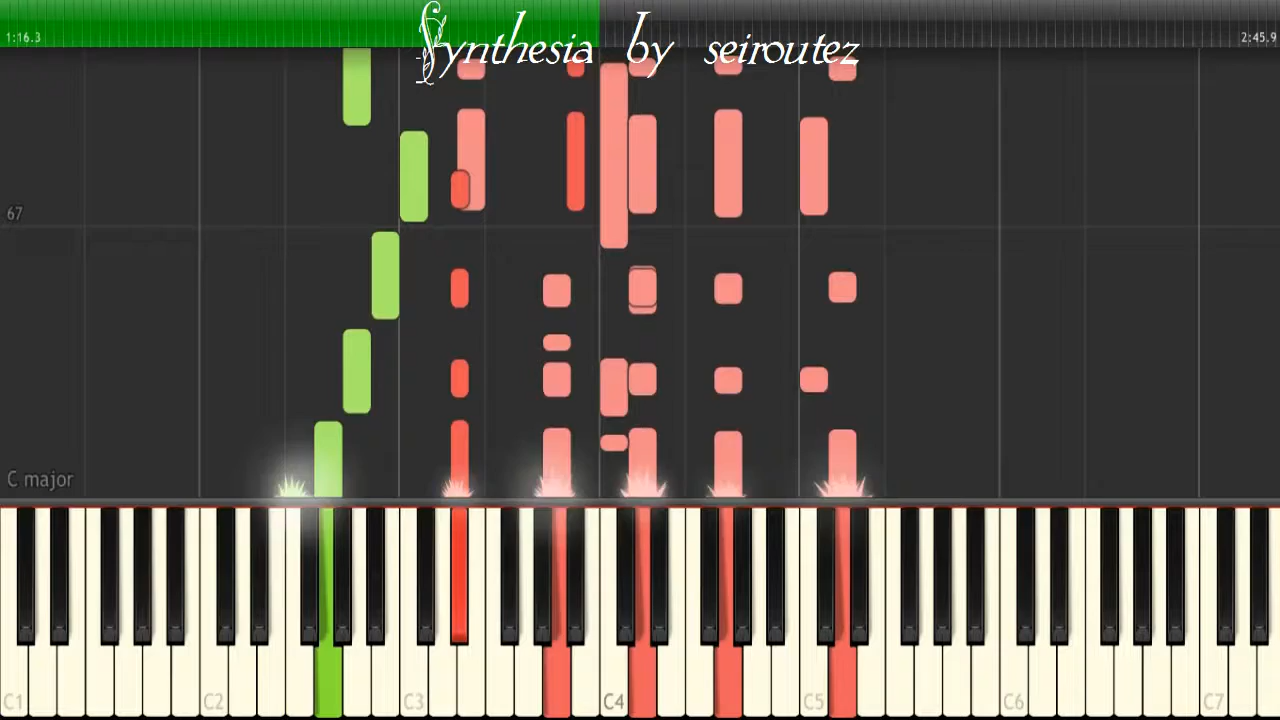 Synthesia by seiroutez
1:16.3
2:45.9
67
C major
C1
C2
C3
C4
C5
C6
C7